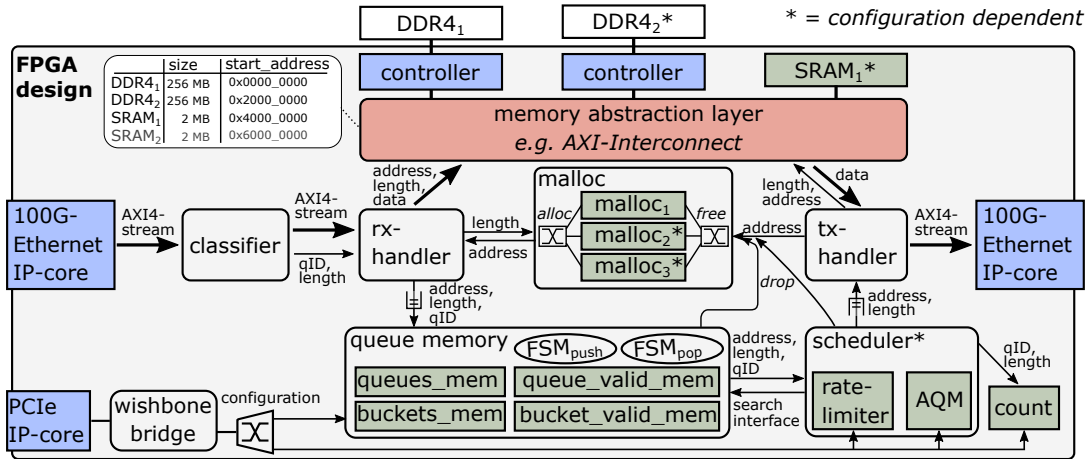 DDR4₁
DDR4₂*
* = configuration dependent
FPGA
design
size start_address
DDR4₁ 256 MB 0x0000_0000
DDR4₂ 256 MB 0x2000_0000
SRAM₁ 2 MB 0x4000_0000
SRAM₂ 2 MB 0x6000_0000
controller
controller
SRAM₁*
memory abstraction layer
e.g. AXI-Interconnect
address,
length,
data
data
length,
address
100G-
Ethernet
IP-core
AXI4-
stream
classifier
AXI4-
stream
qID,
length
rx-
handler
length
address
malloc
alloc
malloc₁
malloc₂*
malloc₃*
free
address
drop
tx-
handler
AXI4-
stream
100G-
Ethernet
IP-core
address,
length,
qID
address,
length
queue memory
FSMpush
FSMpop
queues_mem
queue_valid_mem
buckets_mem
bucket_valid_mem
address,
length,
qID
search
interface
scheduler*
rate-
limiter
AQM
qID,
length
count
PCIe
IP-core
wishbone
bridge
configuration